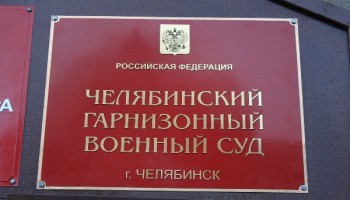 РОССИЙСКАЯ ФЕДЕРАЦИЯ
ЧЕЛЯБИНСКИЙ
ГАРНИЗОННЫЙ
ВОЕННЫЙ СУД
г. ЧЕЛЯБИНСК